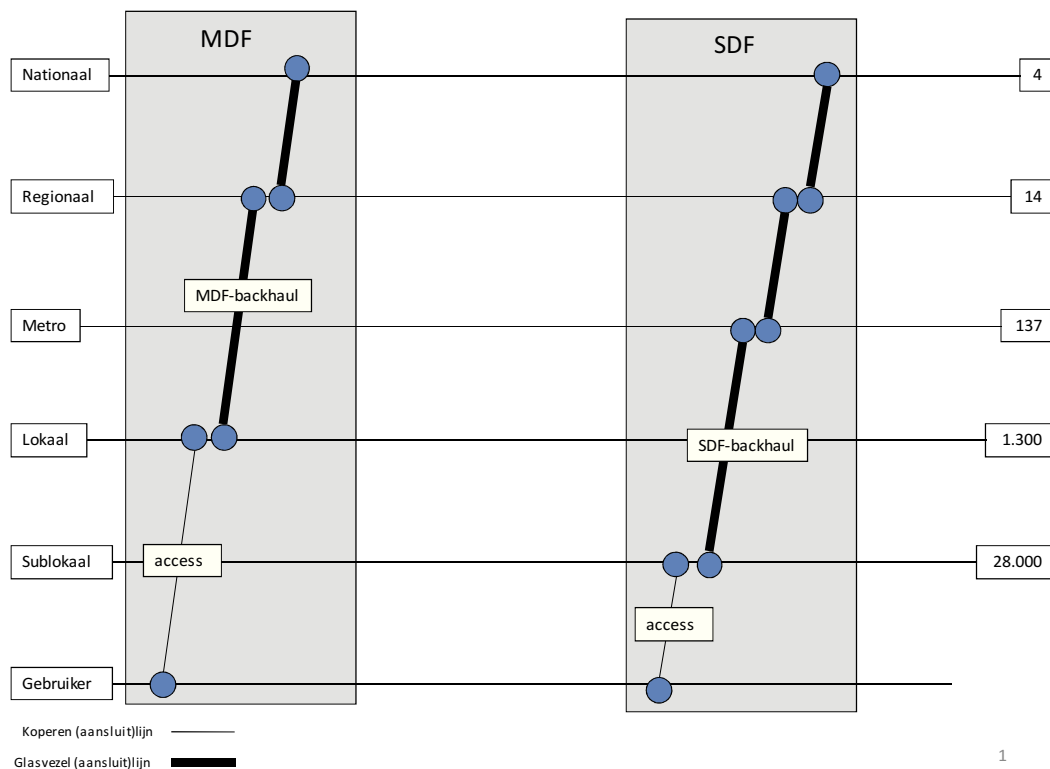 MDF
SDF
Nationaal
4
Regionaal
14
MDF-backhaul
Metro
137
Lokaal
SDF-backhaul
1.300
access
Sublokaal
28.000
access
Gebruiker
Koperen (aansluit)lijn
Glasvezel (aansluit)lijn
1